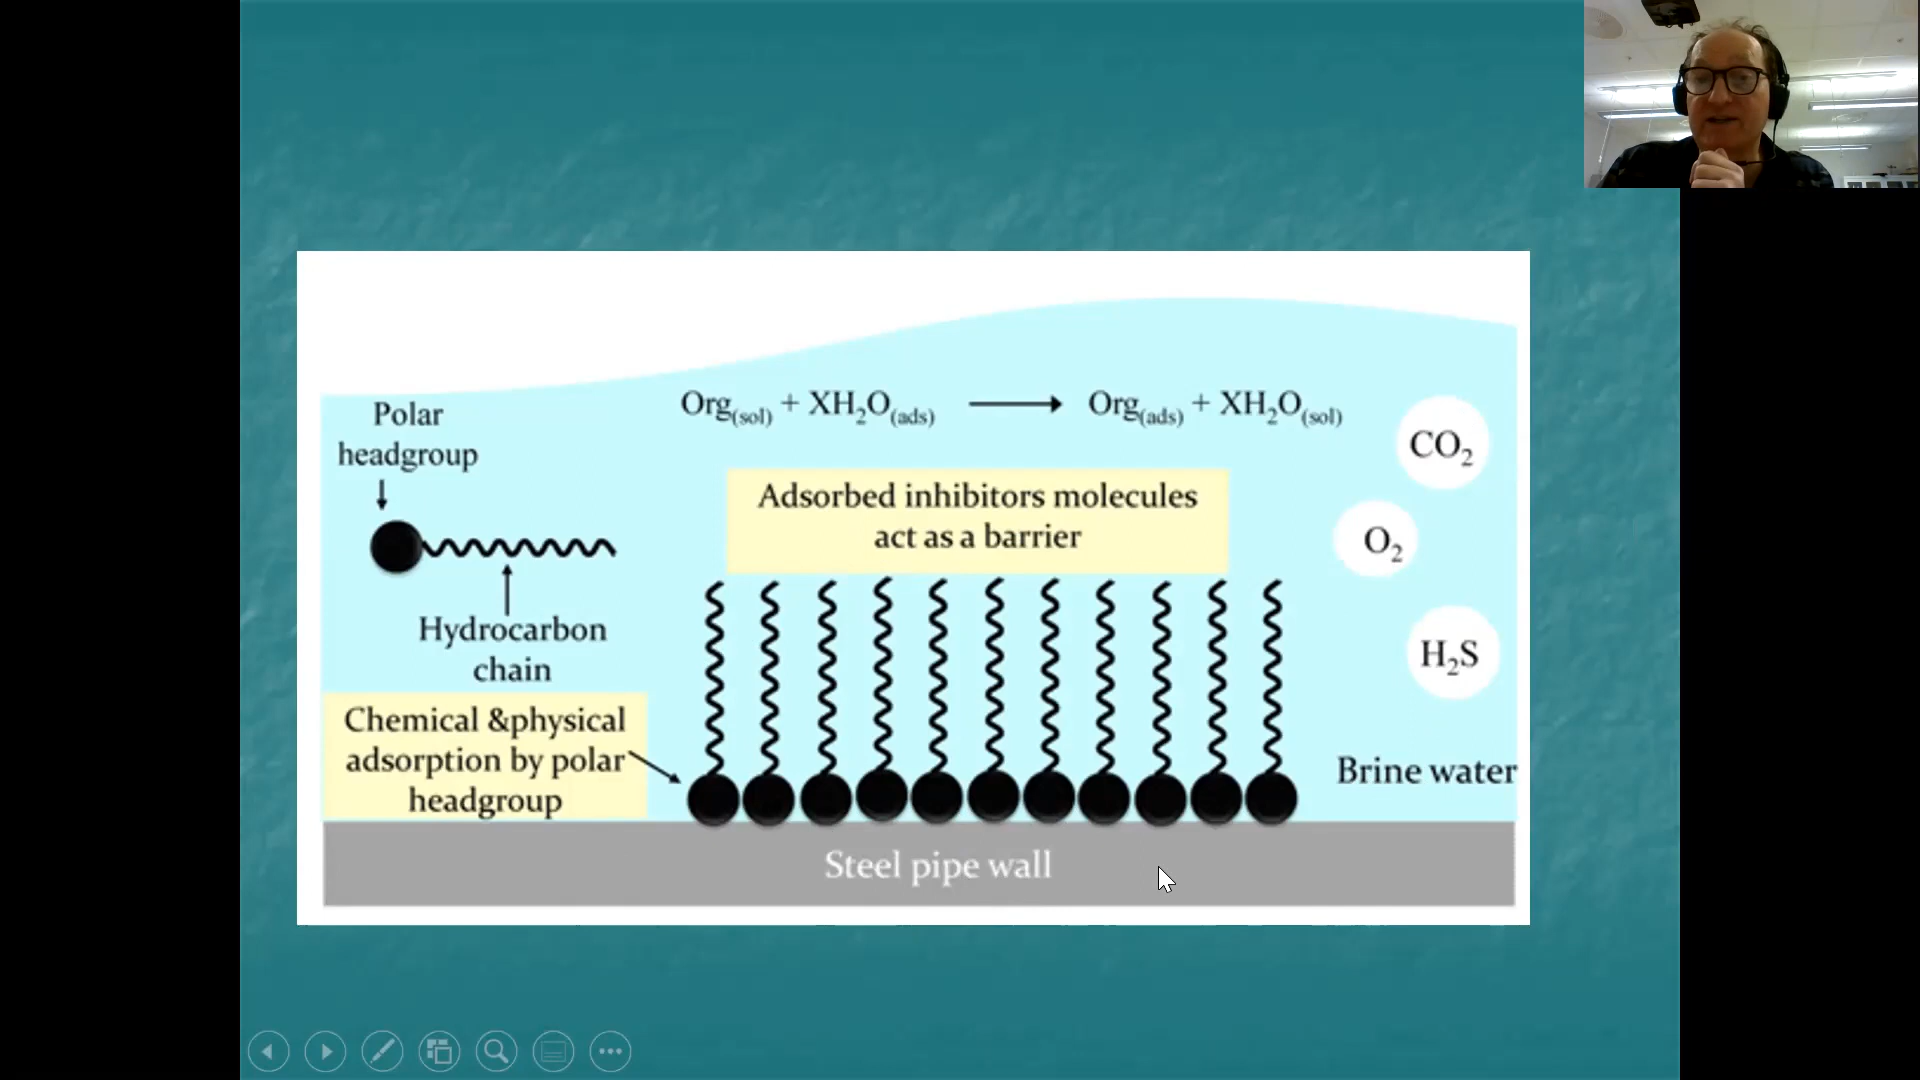 Polar
headgroup
Org(sol) + XH₂O(ads) ⟶ Org(ads) + XH₂O(sol)
CO₂
Adsorbed inhibitors molecules
act as a barrier
O₂
Hydrocarbon
chain
H₂S
Chemical &physical
adsorption by polar
headgroup
Brine water
Steel pipe wall